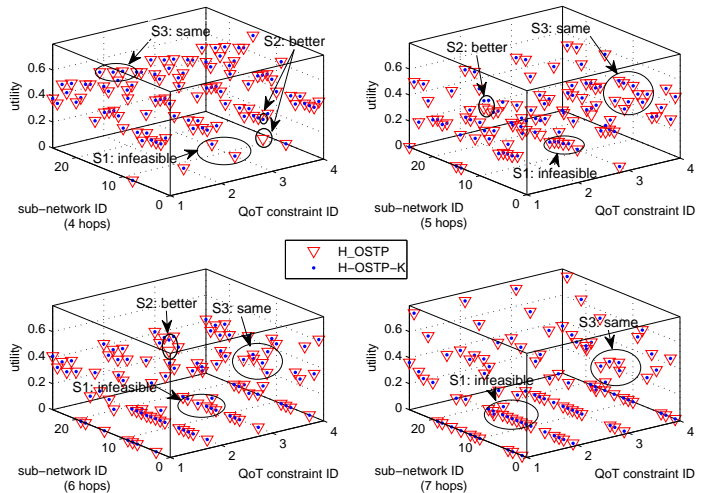 S3: same
S2: better
0.6
0.4
0.2
0
utility
S1: infeasible
20
10
0
1
2
3
4
sub−network ID
(4 hops)
QoT constraint ID
S3: same
S2: better
0.6
0.4
0.2
0
utility
S1: infeasible
20
10
0
1
2
3
4
sub−network ID
(5 hops)
QoT constraint ID
H_OSTP
H−OSTP−K
S2: better
S3: same
0.6
0.4
0.2
0
utility
S1: infeasible
20
10
0
1
2
3
4
sub−network ID
(6 hops)
QoT constraint ID
S3: same
0.6
0.4
0.2
0
utility
S1: infeasible
20
10
0
1
2
3
4
sub−network ID
(7 hops)
QoT constraint ID